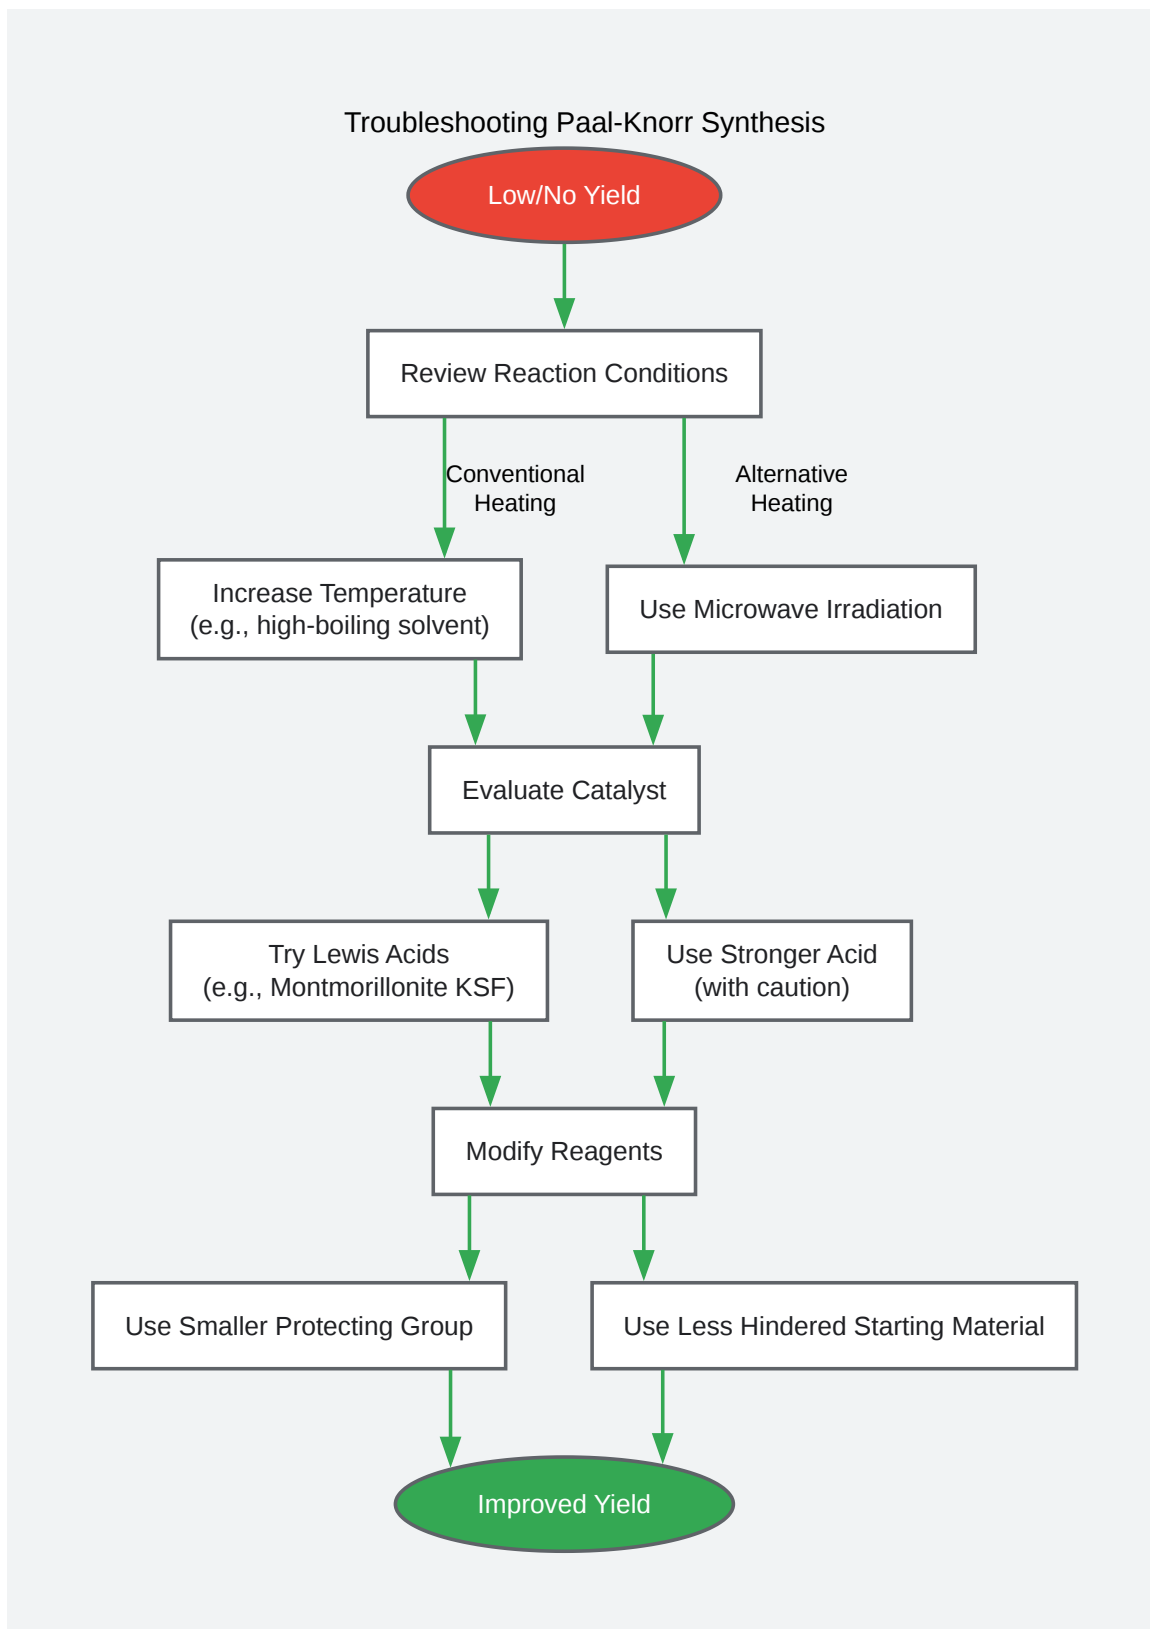 Troubleshooting Paal-Knorr Synthesis
Low/No Yield
Review Reaction Conditions
Conventional
Heating
Alternative
Heating
Increase Temperature
(e.g., high-boiling solvent)
Use Microwave Irradiation
Evaluate Catalyst
Try Lewis Acids
(e.g., Montmorillonite KSF)
Use Stronger Acid
(with caution)
Modify Reagents
Use Smaller Protecting Group
Use Less Hindered Starting Material
Improved Yield